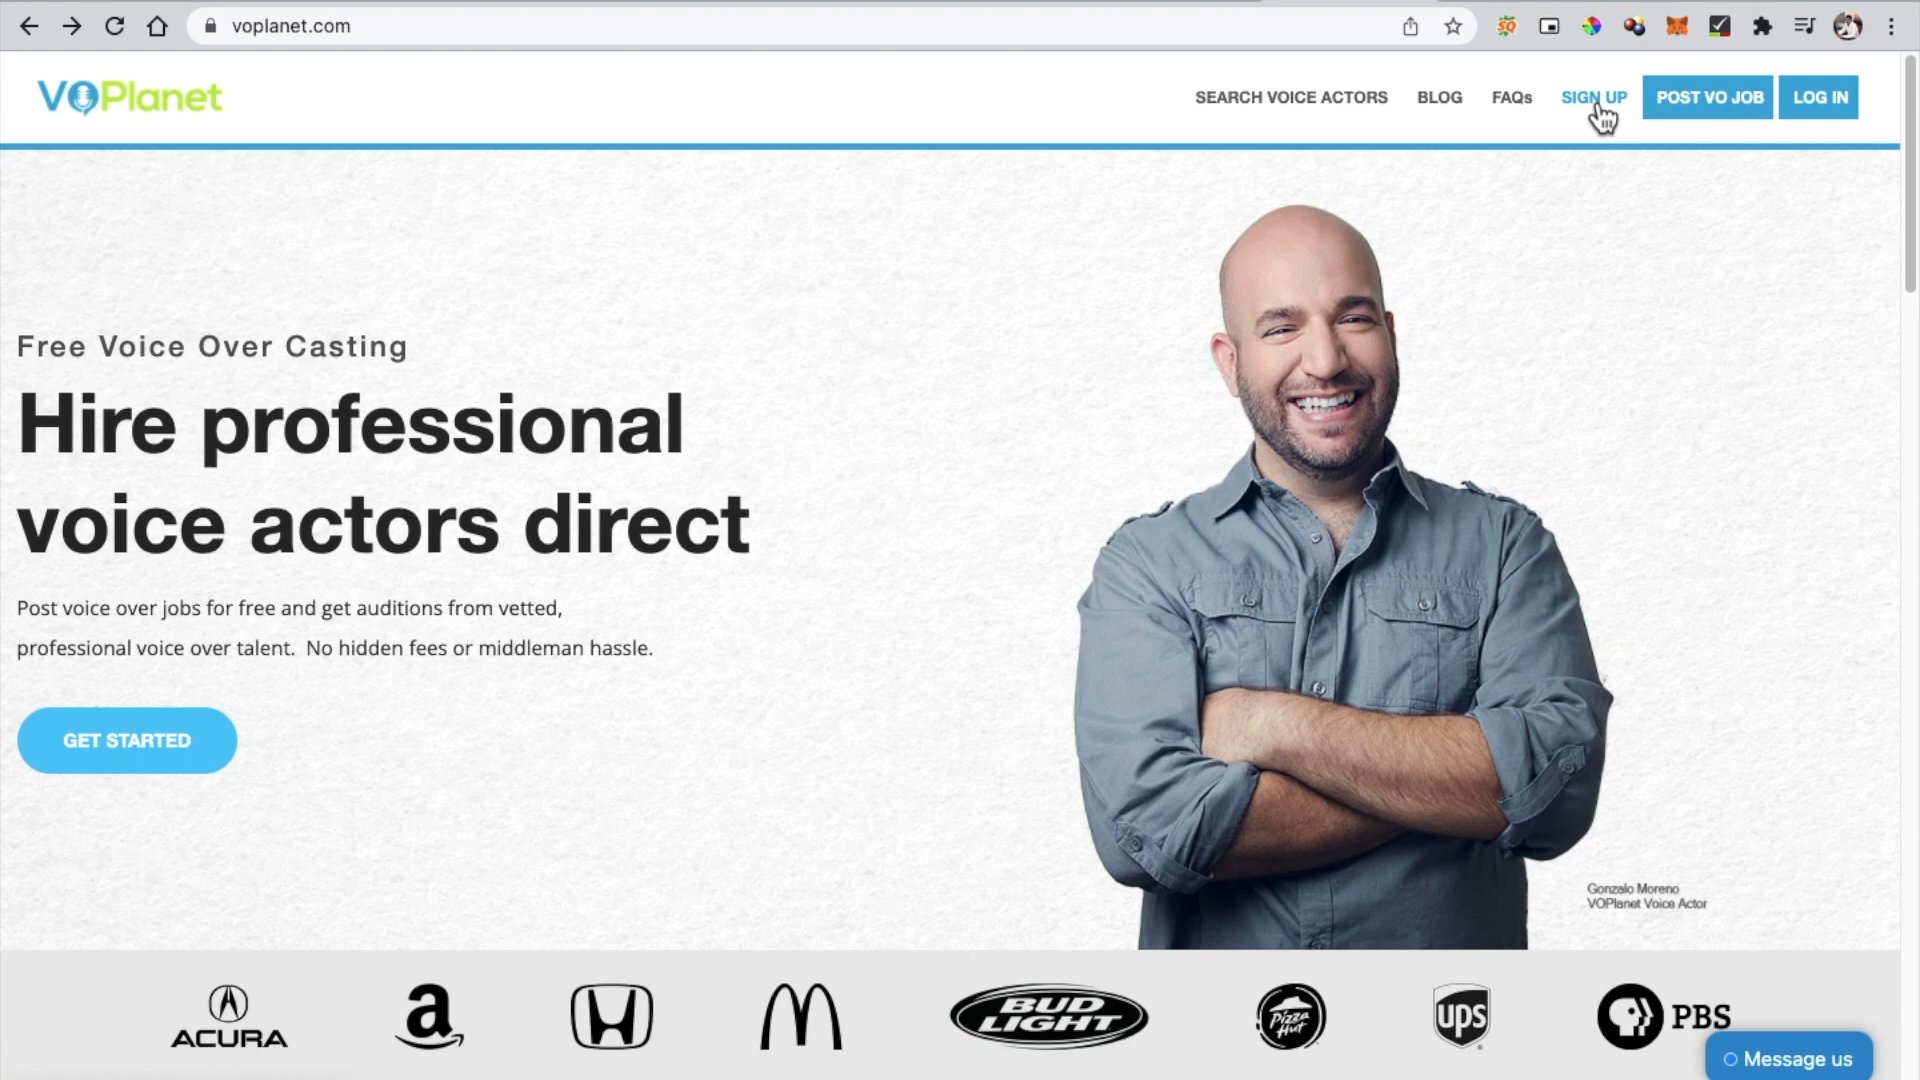 voplanet.com
SQ
VOPlanet
SEARCH VOICE ACTORS
BLOG
FAQs
SIGN UP
POST VO JOB
LOG IN
Free Voice Over Casting
Hire professional
voice actors direct
Post voice over jobs for free and get auditions from vetted,
professional voice over talent. No hidden fees or middleman hassle.
GET STARTED
Gonzalo Moreno
VOPlanet Voice Actor
ACURA
a
BUD
LIGHT
Pizza
Hut
ups
PBS
Message us